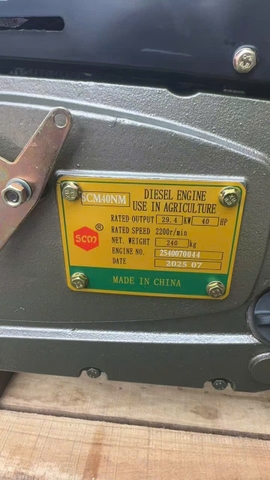 SCM40NM DIESEL ENGINE
USE IN AGRICULTURE
RATED OUTPUT 29.4 KW 40 HP
RATED SPEED 2200r/min
NET. WEIGHT 240 kg
ENGINE NO. 2540070044
DATE 2025 07
SCM®
MADE IN CHINA